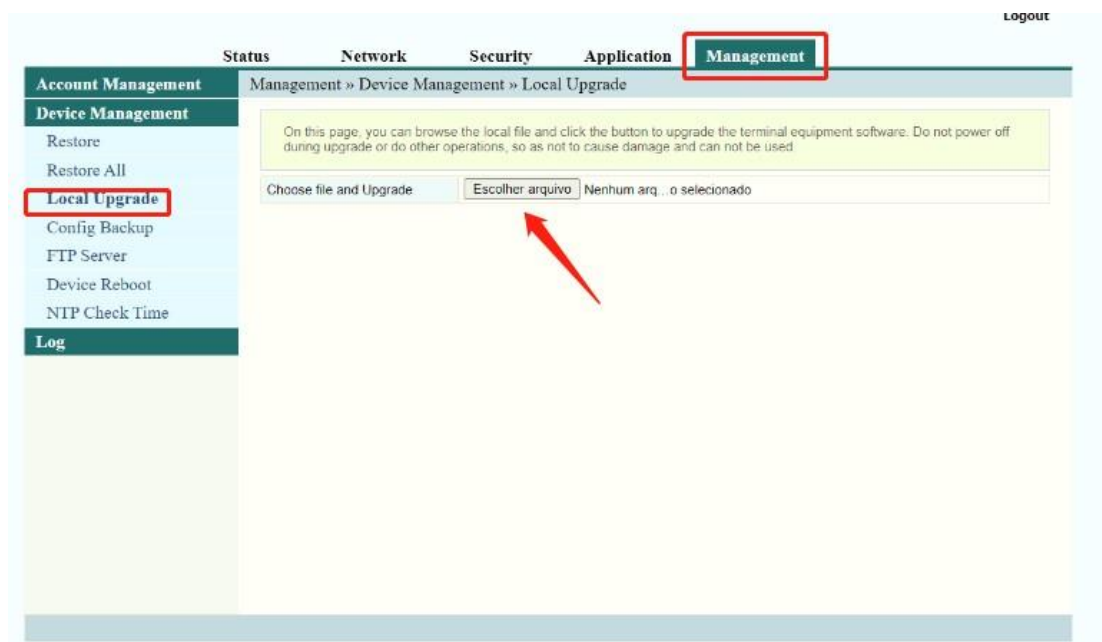 Logout
Status Network Security Application Management
Account Management
Management » Device Management » Local Upgrade
Device Management
Restore
Restore All
Local Upgrade
Config Backup
FTP Server
Device Reboot
NTP Check Time
Log
On this page, you can browse the local file and click the button to upgrade the terminal equipment software. Do not power off
during upgrade or do other operations, so as not to cause damage and can not be used
Choose file and Upgrade Escolher arquivo Nenhum arq...o selecionado